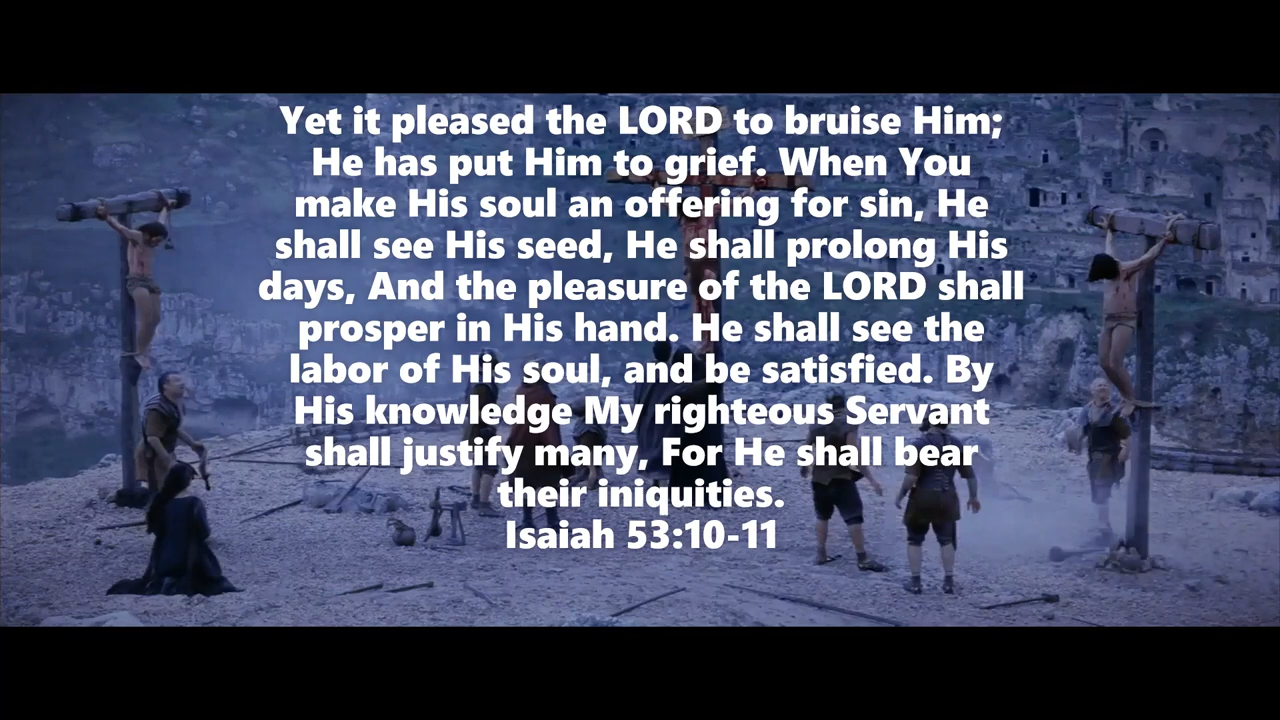 Yet it pleased the LORD to bruise Him;
He has put Him to grief. When You
make His soul an offering for sin, He
shall see His seed, He shall prolong His
days, And the pleasure of the LORD shall
prosper in His hand. He shall see the
labor of His soul, and be satisfied. By
His knowledge My righteous Servant
shall justify many, For He shall bear
their iniquities.
Isaiah 53:10-11